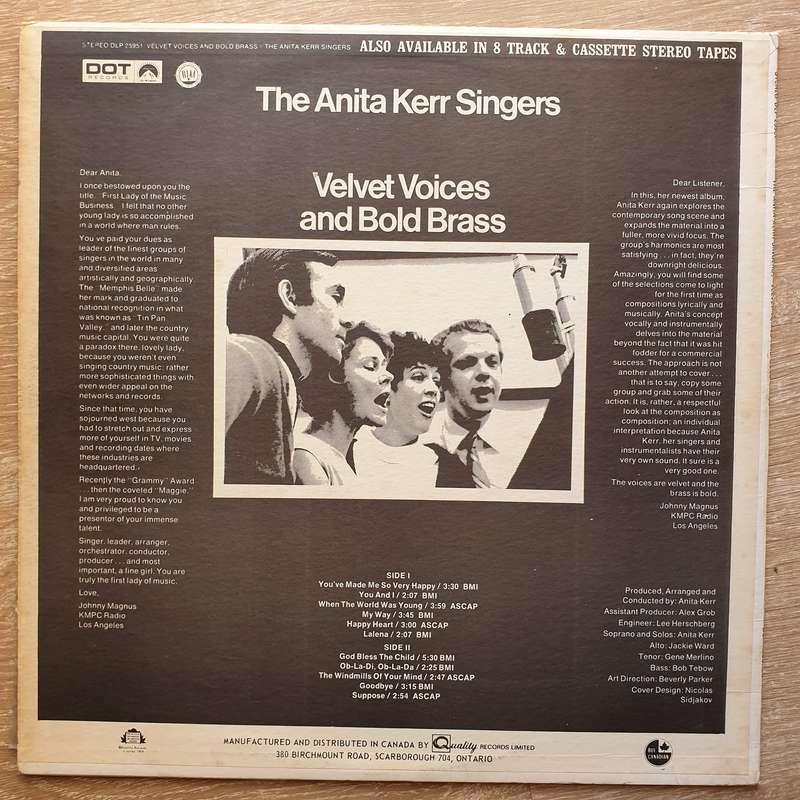 STEREO DLP 25951 VELVET VOICES AND BOLD BRASS - THE ANITA KERR SINGERS ALSO AVAILABLE IN 8 TRACK & CASSETTE STEREO TAPES
DOT
RECORDS
The Anita Kerr Singers
Velvet Voices
and Bold Brass
Dear Anita,
I once bestowed upon you the
title, "First Lady of the Music
Business." I felt that no other
young lady is so accomplished
in a world where man rules.
You've paid your dues as
leader of the finest groups of
singers in the world in many
and diversified areas
artistically and geographically.
The "Memphis Belle" made
her mark and graduated to
national recognition in what
was known as "Tin Pan
Valley," and later the country
music capital. You were quite
a paradox there, lovely lady,
because you weren't even
singing country music; rather
more sophisticated things with
even wider appeal on the
networks and records.
Since that time, you have
sojourned west because you
had to stretch out and express
more of yourself in TV, movies
and recording dates where
these industries are
headquartered.
Recently the "Grammy" Award
. . . then the coveted "Maggie."
I am very proud to know you
and privileged to be a
presentor of your immense
talent.
Singer, leader, arranger,
orchestrator, conductor,
producer . . . and most
important, a fine girl. You are
truly the first lady of music.
Love,
Johnny Magnus
KMPC Radio
Los Angeles
Dear Listener,
In this, her newest album,
Anita Kerr again explores the
contemporary song scene and
expands the material into a
fuller, more vivid focus. The
group's harmonics are most
satisfying . . . in fact, they're
downright delicious.
Amazingly, you will find some
of the selections come to light
for the first time as
compositions lyrically and
musically. Anita's concept
vocally and instrumentally
delves into the material
beyond the fact that it was hit
fodder for a commercial
success. The approach is not
another attempt to cover . . .
that is to say, copy some
group and grab some of their
action. It is, rather, a respectful
look at the composition as
composition; an individual
interpretation because Anita
Kerr, her singers and
instrumentalists have their
very own sound. It sure is a
very good one.
The voices are velvet and the
brass is bold.
Johnny Magnus
KMPC Radio
Los Angeles
SIDE I
You've Made Me So Very Happy / 3:30 BMI
You And I / 2:07 BMI
When The World Was Young / 3:59 ASCAP
My Way / 3:45 BMI
Happy Heart / 3:00 ASCAP
Lalena / 2:07 BMI
SIDE II
God Bless The Child / 5:30 BMI
Ob-La-Di, Ob-La-Da / 2:25 BMI
The Windmills Of Your Mind / 2:47 ASCAP
Goodbye / 3:15 BMI
Suppose / 2:54 ASCAP
Produced, Arranged and
Conducted by: Anita Kerr
Assistant Producer: Alex Grob
Engineer: Lee Herschberg
Soprano and Solos: Anita Kerr
Alto: Jackie Ward
Tenor: Gene Merlino
Bass: Bob Tebow
Art Direction: Beverly Parker
Cover Design: Nicolas
Sidjakov
MANUFACTURED AND DISTRIBUTED IN CANADA BY Quality RECORDS LIMITED
380 BIRCHMOUNT ROAD, SCARBOROUGH 704, ONTARIO
BUY
CANADIAN